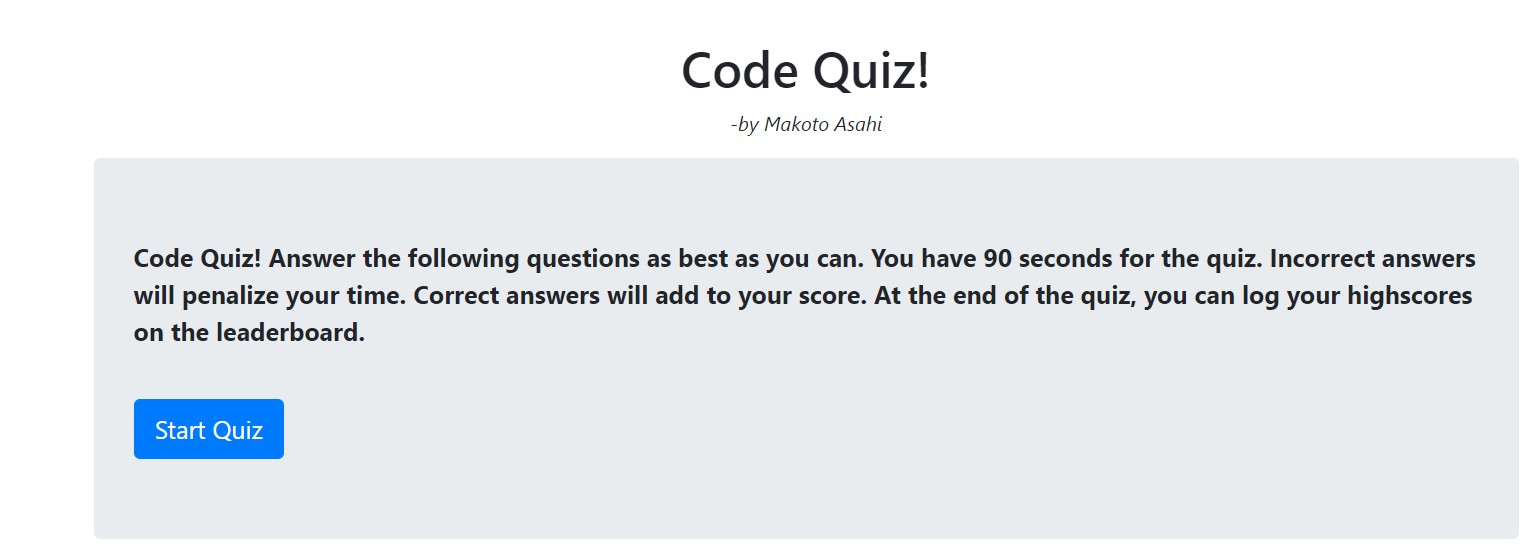 Code Quiz!
-by Makoto Asahi
Code Quiz! Answer the following questions as best as you can. You have 90 seconds for the quiz. Incorrect answers
will penalize your time. Correct answers will add to your score. At the end of the quiz, you can log your highscores
on the leaderboard.
Start Quiz